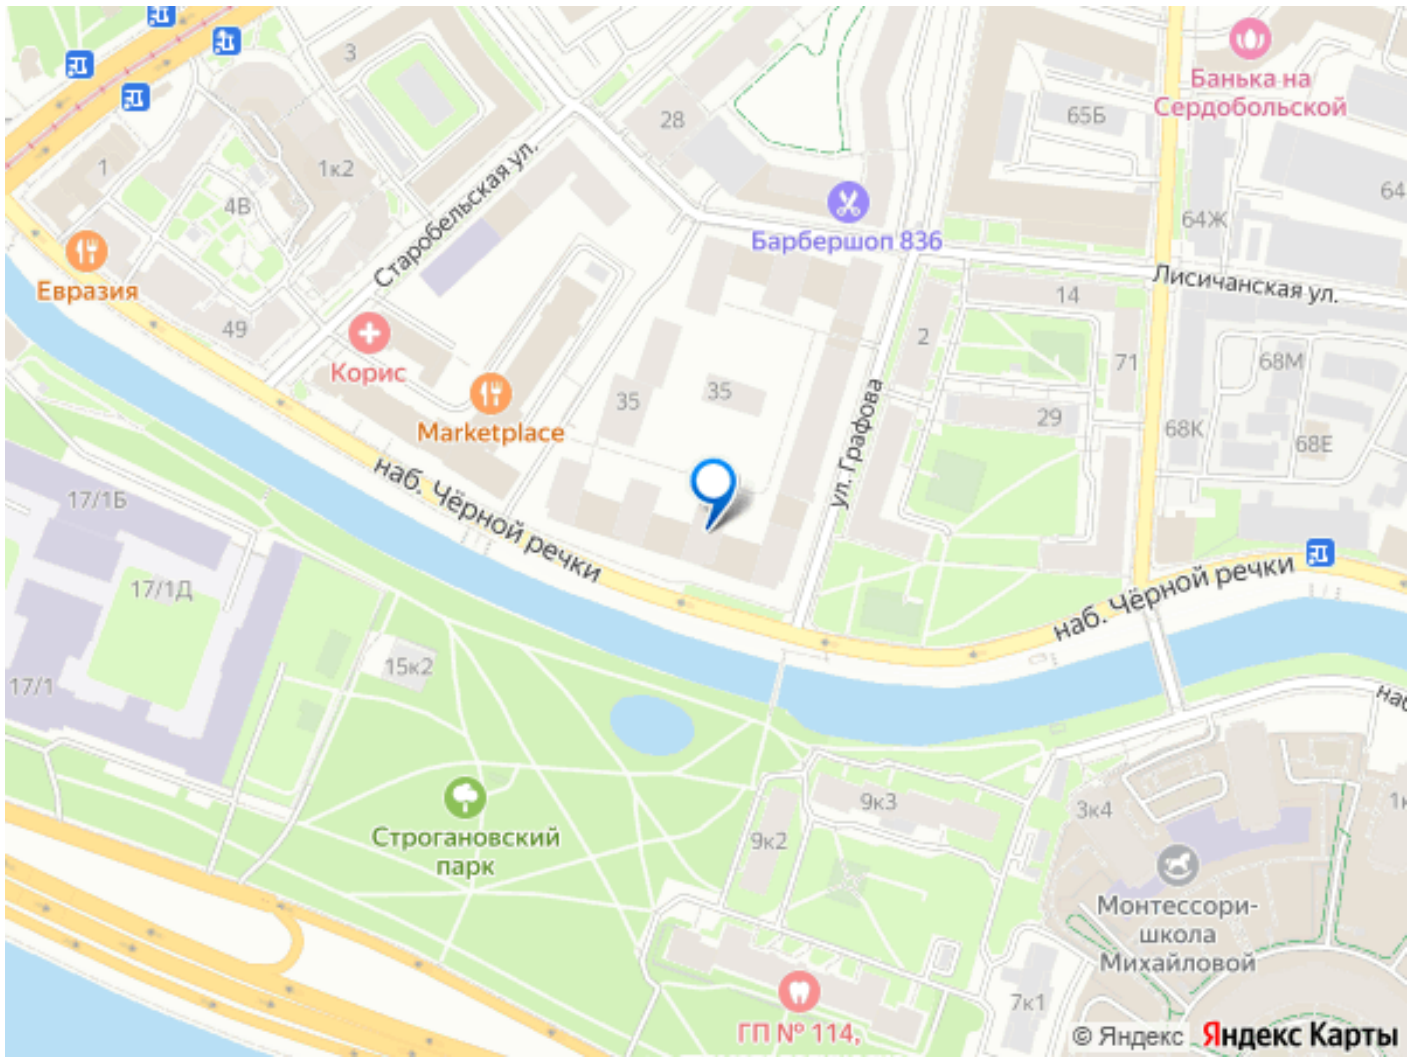 3
28
65Б
Банька на
Сердобольской
1
1к2
4В
Старобельская ул.
64
64Ж
Барбершоп 836
Евразия
Лисичанская ул.
14
49
2
Корис
71
68М
35
35
29
68К
68Е
Marketplace
ул. Графова
наб. Чёрной речки
17/1Б
17/1Д
наб. Чёрной речки
15к2
17/1
Строгановский
парк
9к3
9к2
3к4
Монтессори-
школа
Михайловой
7к1
ГП № 114,
© Яндекс Яндекс Карты